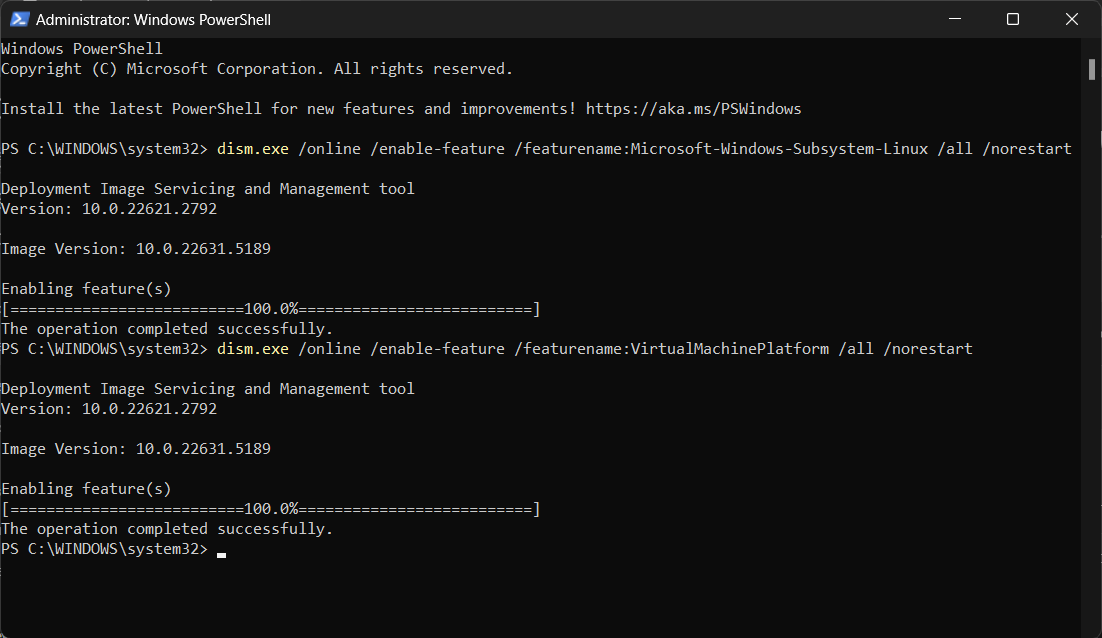 Administrator: Windows PowerShell
Windows PowerShell
Copyright (C) Microsoft Corporation. All rights reserved.
Install the latest PowerShell for new features and improvements! https://aka.ms/PSWindows
PS C:\WINDOWS\system32> dism.exe /online /enable-feature /featurename:Microsoft-Windows-Subsystem-Linux /all /norestart
Deployment Image Servicing and Management tool
Version: 10.0.22621.2792
Image Version: 10.0.22631.5189
Enabling feature(s)
[==========================100.0%==========================]
The operation completed successfully.
PS C:\WINDOWS\system32> dism.exe /online /enable-feature /featurename:VirtualMachinePlatform /all /norestart
Deployment Image Servicing and Management tool
Version: 10.0.22621.2792
Image Version: 10.0.22631.5189
Enabling feature(s)
[==========================100.0%==========================]
The operation completed successfully.
PS C:\WINDOWS\system32>